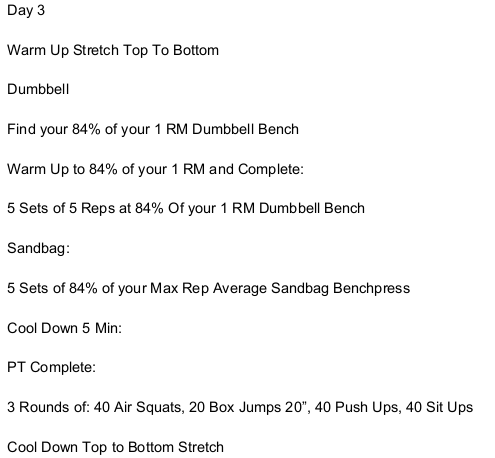 Day 3
Warm Up Stretch Top To Bottom
Dumbbell
Find your 84% of your 1 RM Dumbbell Bench
Warm Up to 84% of your 1 RM and Complete:
5 Sets of 5 Reps at 84% Of your 1 RM Dumbbell Bench
Sandbag:
5 Sets of 84% of your Max Rep Average Sandbag Benchpress
Cool Down 5 Min:
PT Complete:
3 Rounds of: 40 Air Squats, 20 Box Jumps 20”, 40 Push Ups, 40 Sit Ups
Cool Down Top to Bottom Stretch